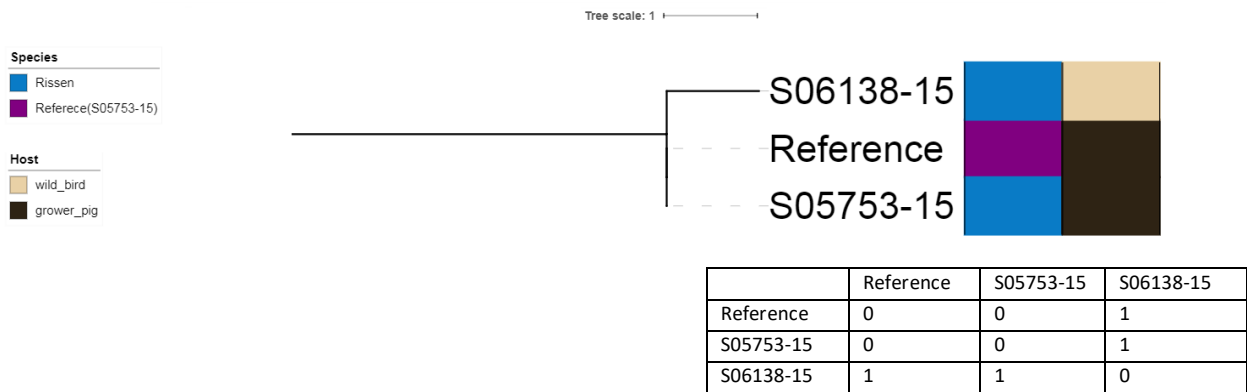 Tree scale: 1
Species
Rissen
Referece(S05753-15)
Host
wild_bird
grower_pig
S06138-15
Reference
S05753-15
Reference S05753-15 S06138-15
Reference 0 0 1
S05753-15 0 0 1
S06138-15 1 1 0